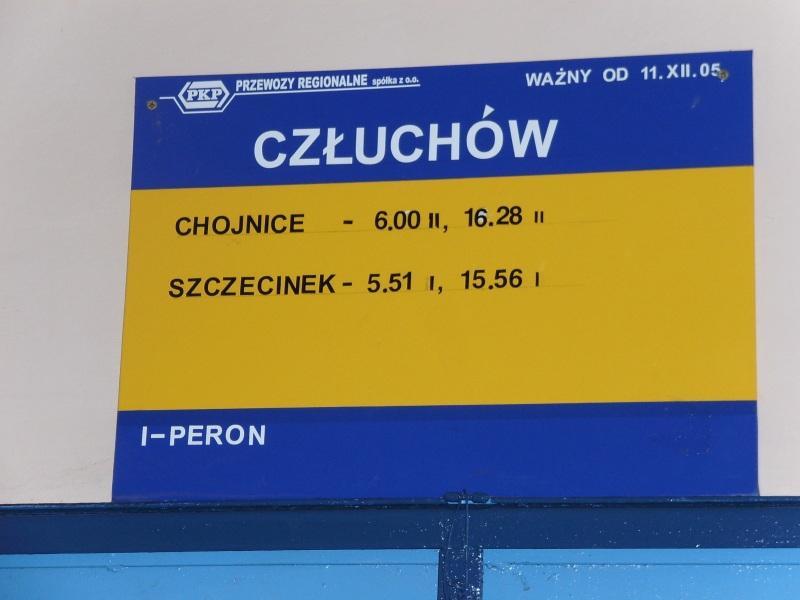 PKP PRZEWOZY REGIONALNE spółka z o.o. WAŻNY OD 11.XII.05
CZŁUCHÓW
CHOJNICE - 6.00 II, 16.28 II
SZCZECINEK - 5.51 I, 15.56 I
I-PERON